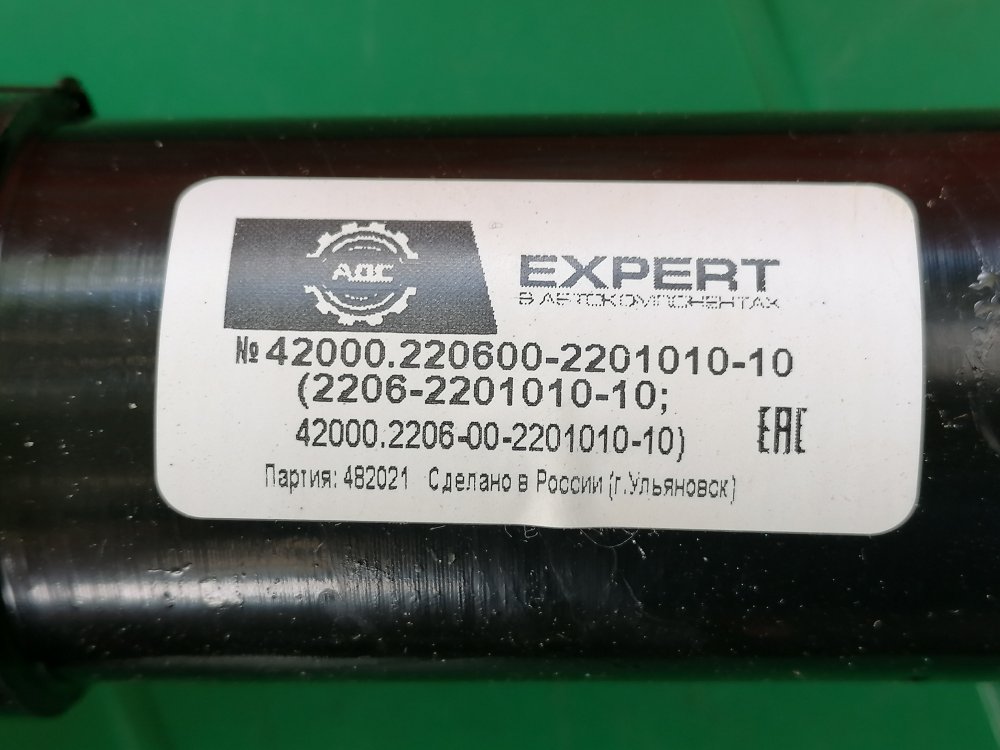 АДС
EXPERT
В АВТОКОМПОНЕНТАХ
№ 42000.220600-2201010-10
(2206-2201010-10;
42000.2206-00-2201010-10)
EAC
Партия: 482021 Сделано в России (г.Ульяновск)